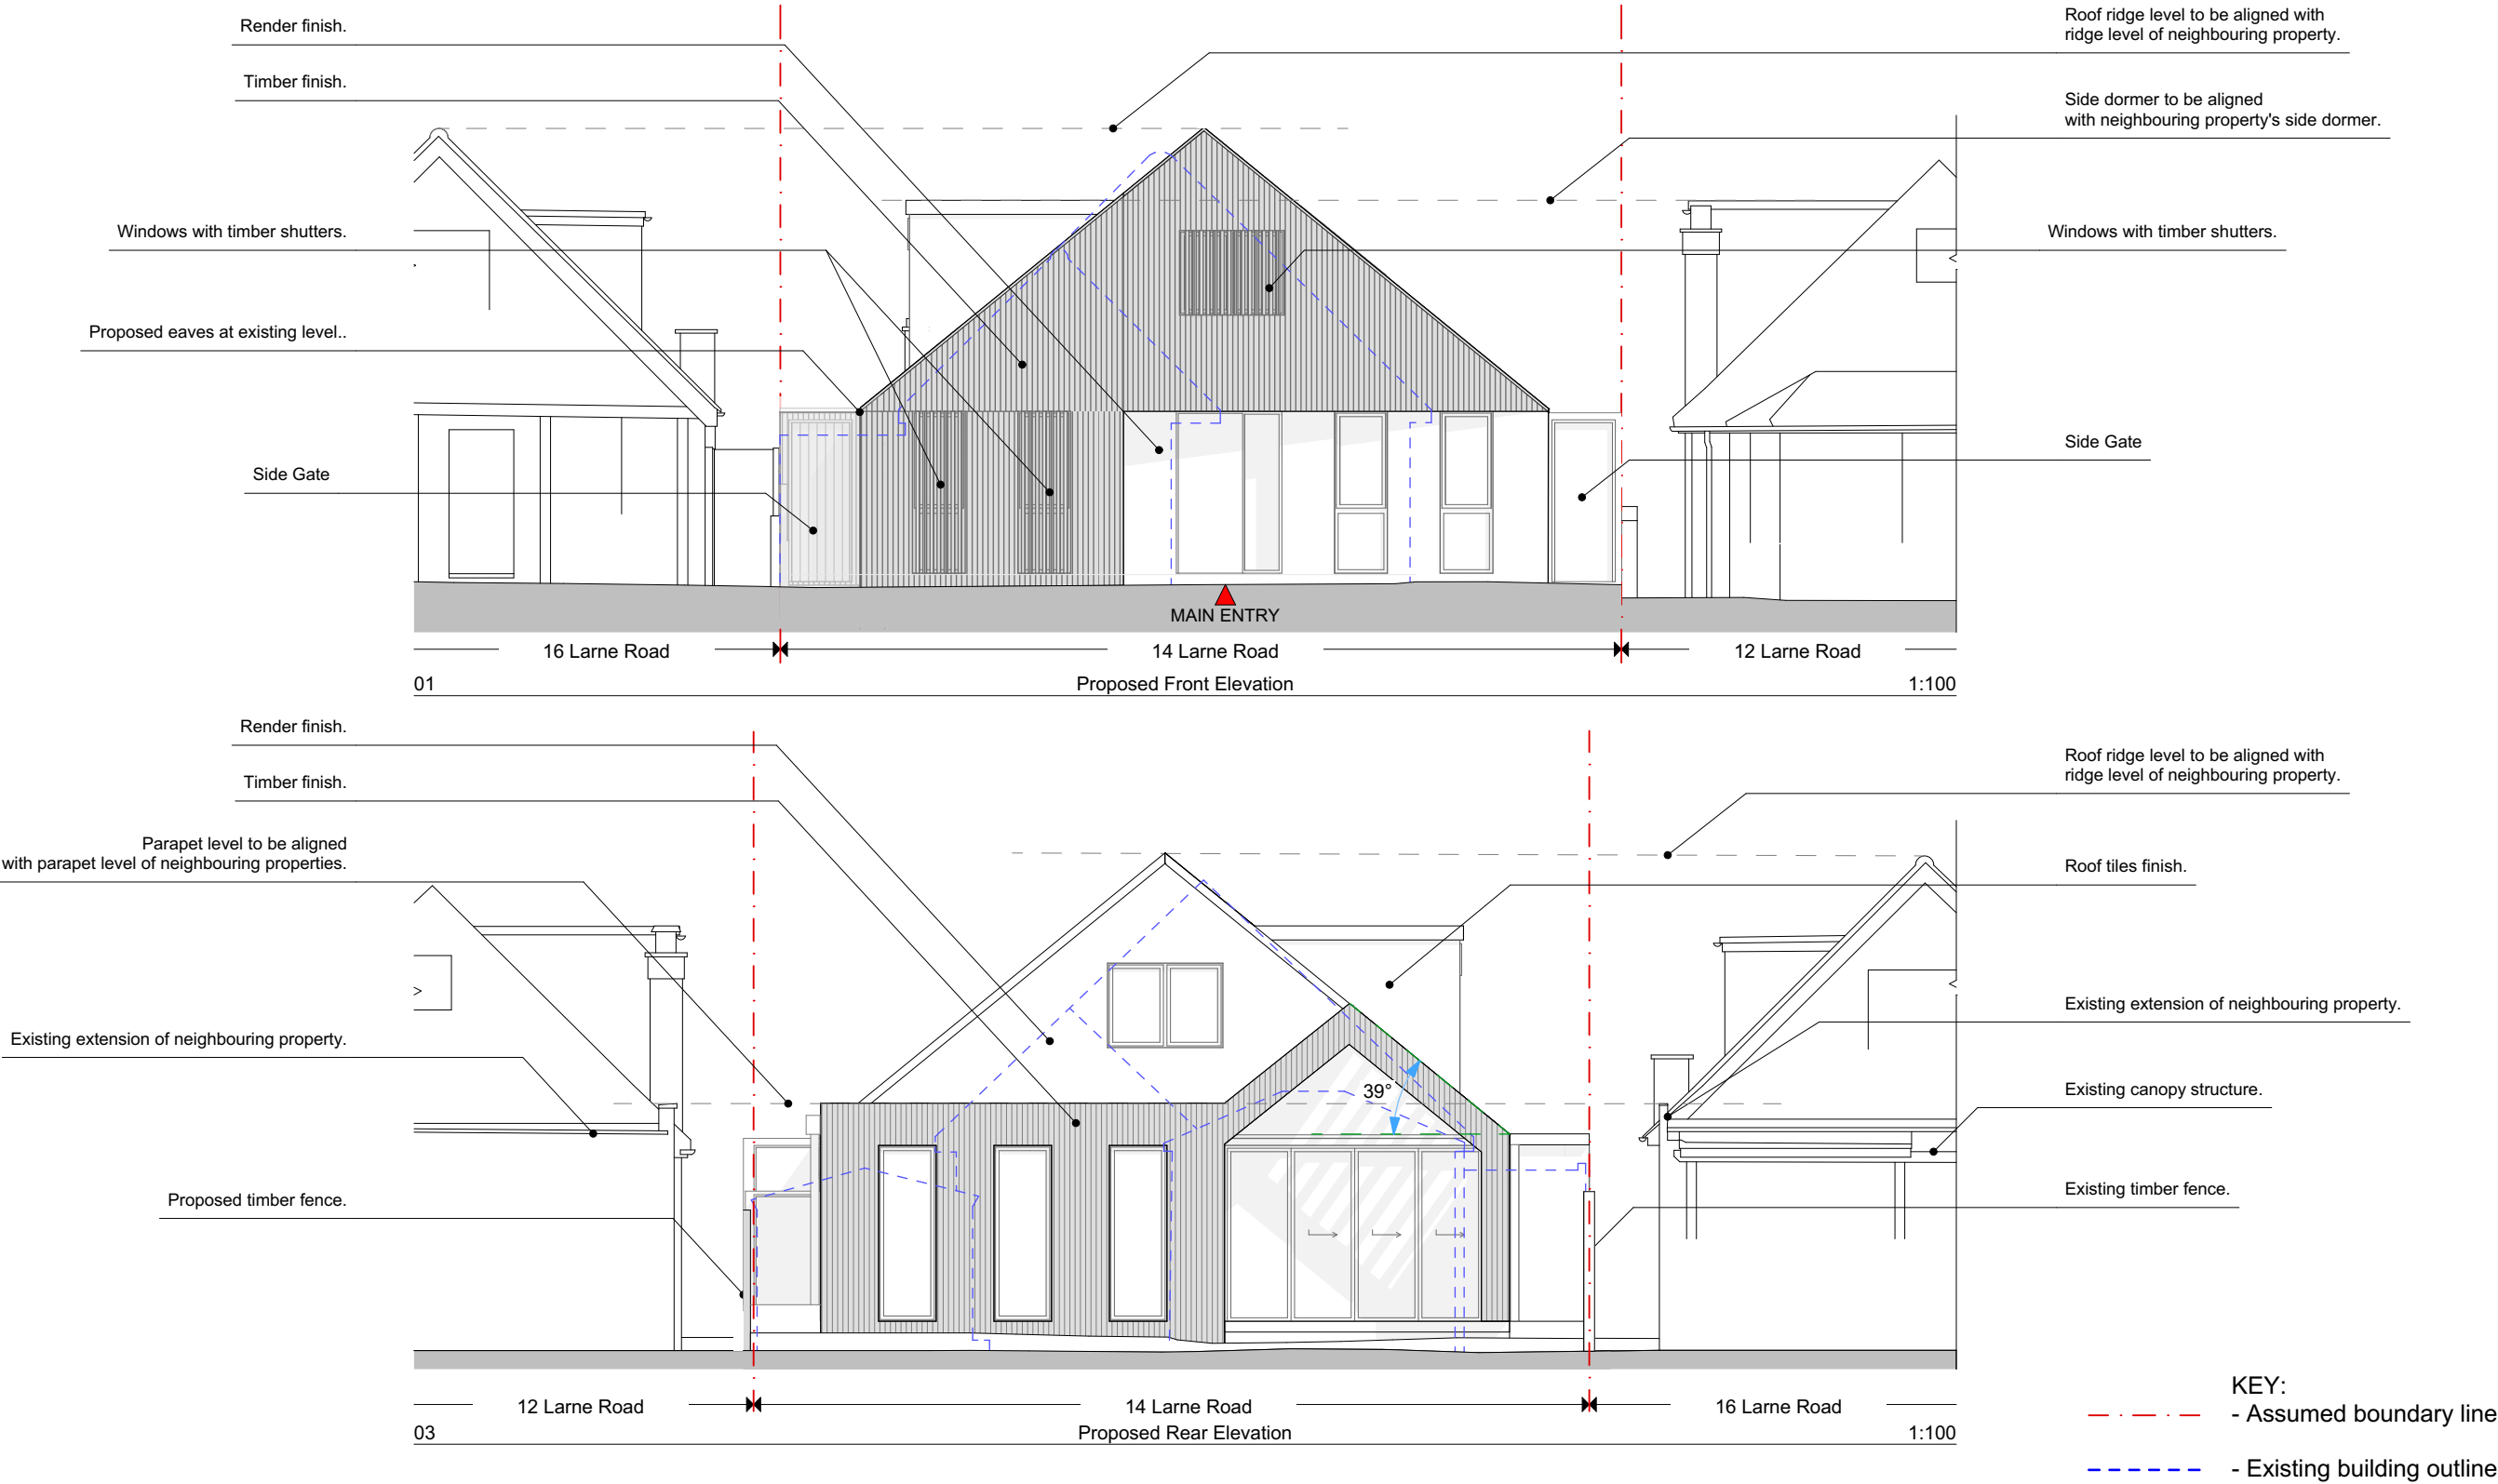 Render finish.
Timber finish.
Windows with timber shutters.
Proposed eaves at existing level..
Side Gate
Roof ridge level to be aligned with
ridge level of neighbouring property.
Side dormer to be aligned
with neighbouring property's side dormer.
Windows with timber shutters.
Side Gate
MAIN ENTRY
16 Larne Road
14 Larne Road
12 Larne Road
01
Proposed Front Elevation
1:100
Render finish.
Timber finish.
Parapet level to be aligned
with parapet level of neighbouring properties.
Existing extension of neighbouring property.
Proposed timber fence.
39°
Roof ridge level to be aligned with
ridge level of neighbouring property.
Roof tiles finish.
Existing extension of neighbouring property.
Existing canopy structure.
Existing timber fence.
12 Larne Road
14 Larne Road
16 Larne Road
03
Proposed Rear Elevation
1:100
KEY:
- Assumed boundary line
- Existing building outline